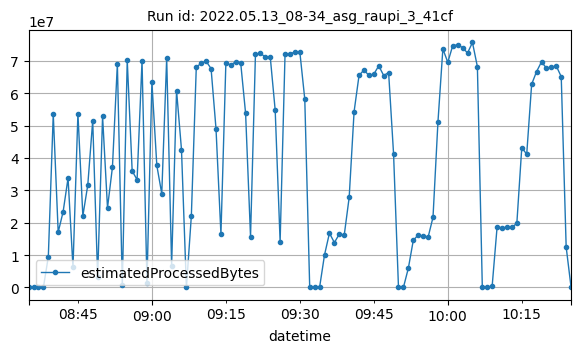 Run id: 2022.05.13_08-34_asg_raupi_3_41cf
1e7
7
6
5
4
3
2
1
0
estimatedProcessedBytes
08:45 09:00 09:15 09:30 09:45 10:00 10:15
datetime